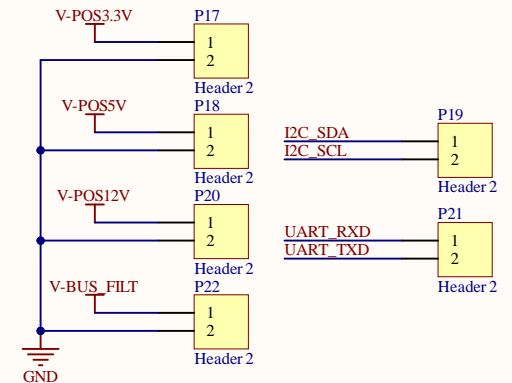 V-POS3.3V
P17
1
2
Header 2
V-POS5V
P18
1
2
Header 2
V-POS12V
P20
1
2
Header 2
V-BUS_FILT
P22
1
2
Header 2
GND
P19
I2C_SDA
1
I2C_SCL
2
Header 2
P21
UART_RXD
1
UART_TXD
2
Header 2